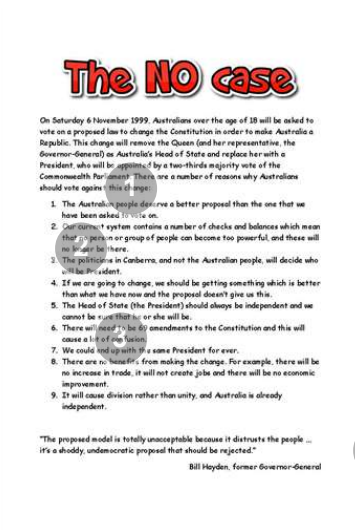 The NO case
On Saturday 6 November 1999, Australians over the age of 18 will be asked to
vote on a proposed law to change the Constitution in order to make Australia a
Republic. This change will remove the Queen (and her representative, the
Governor-General) as Australia's Head of State and replace her with a
President, who will be appointed by a two-thirds majority vote of the
Commonwealth Parliament. There are a number of reasons why Australians
should vote against this change:
1. The Australian people deserve a better proposal than the one that we
have been asked to vote on.
2. Our current system contains a number of checks and balances which mean
that no person or group of people can become too powerful, and these will
no longer be there.
3. The politicians in Canberra, and not the Australian people, will decide who
will be President.
4. If we are going to change, we should be getting something which is better
than what we have now and the proposal doesn't give us this.
5. The Head of State (the President) should always be independent and we
cannot be sure that he or she will be.
6. There will need to be 69 amendments to the Constitution and this will
cause a lot of confusion.
7. We could end up with the same President for ever.
8. There are no benefits from making the change. For example, there will be
no increase in trade, it will not create jobs and there will be no economic
improvement.
9. It will cause division rather than unity, and Australia is already
independent.
"The proposed model is totally unacceptable because it distrusts the people ...
it's a shoddy, undemocratic proposal that should be rejected."
Bill Hayden, former Governor-General